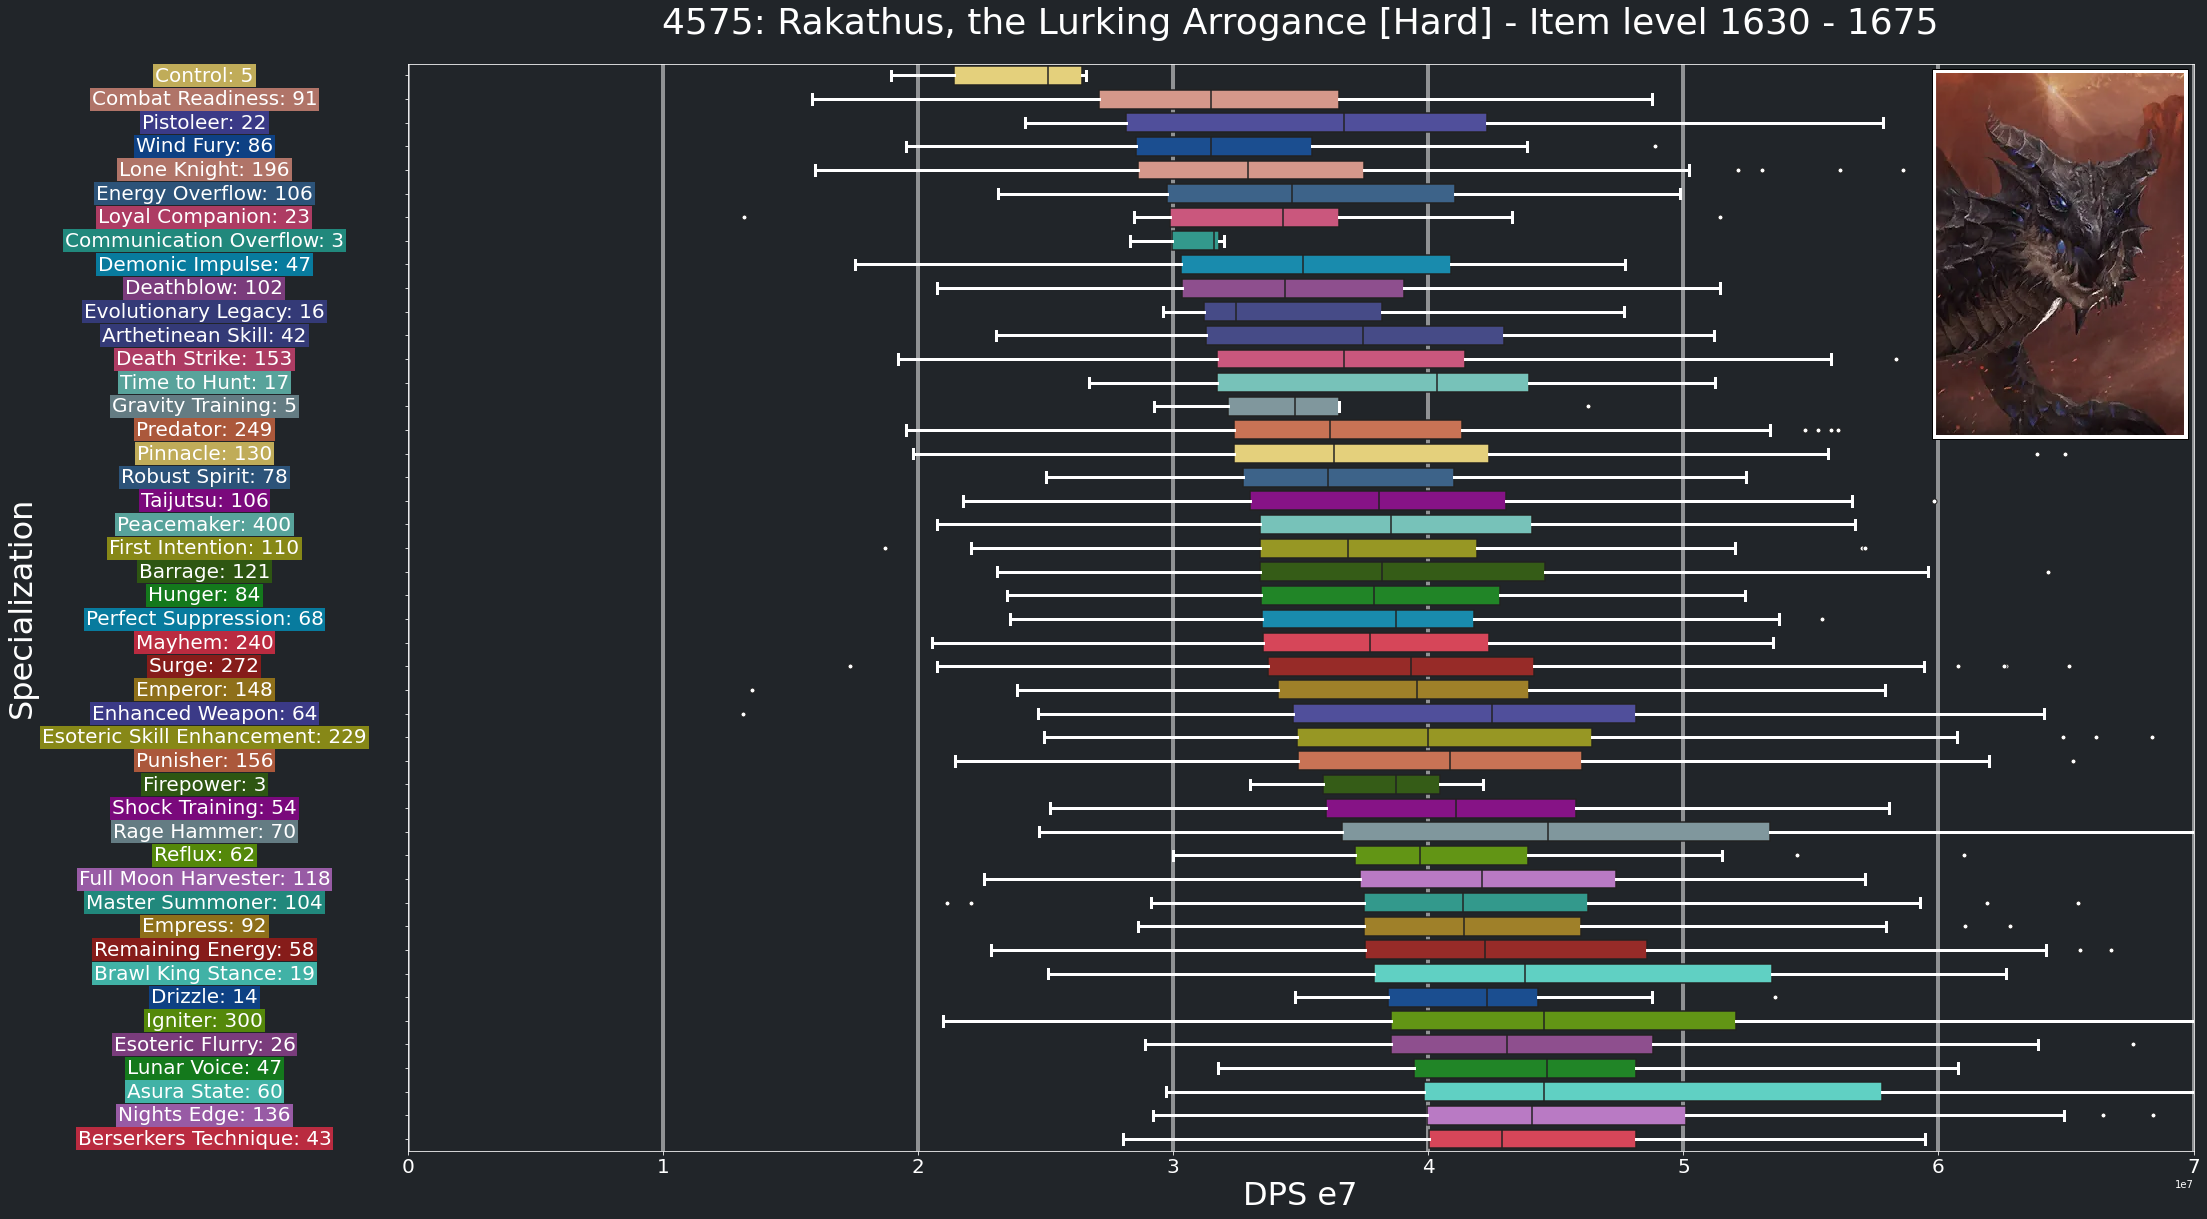 4575: Rakathus, the Lurking Arrogance [Hard] - Item level 1630 - 1675
Specialization
Control: 5
Combat Readiness: 91
Pistoleer: 22
Wind Fury: 86
Lone Knight: 196
Energy Overflow: 106
Loyal Companion: 23
Communication Overflow: 3
Demonic Impulse: 47
Deathblow: 102
Evolutionary Legacy: 16
Arthetinean Skill: 42
Death Strike: 153
Time to Hunt: 17
Gravity Training: 5
Predator: 249
Pinnacle: 130
Robust Spirit: 78
Taijutsu: 106
Peacemaker: 400
First Intention: 110
Barrage: 121
Hunger: 84
Perfect Suppression: 68
Mayhem: 240
Surge: 272
Emperor: 148
Enhanced Weapon: 64
Esoteric Skill Enhancement: 229
Punisher: 156
Firepower: 3
Shock Training: 54
Rage Hammer: 70
Reflux: 62
Full Moon Harvester: 118
Master Summoner: 104
Empress: 92
Remaining Energy: 58
Brawl King Stance: 19
Drizzle: 14
Igniter: 300
Esoteric Flurry: 26
Lunar Voice: 47
Asura State: 60
Nights Edge: 136
Berserkers Technique: 43
0 1 2 3 4 5 6 7
DPS e7
1e7